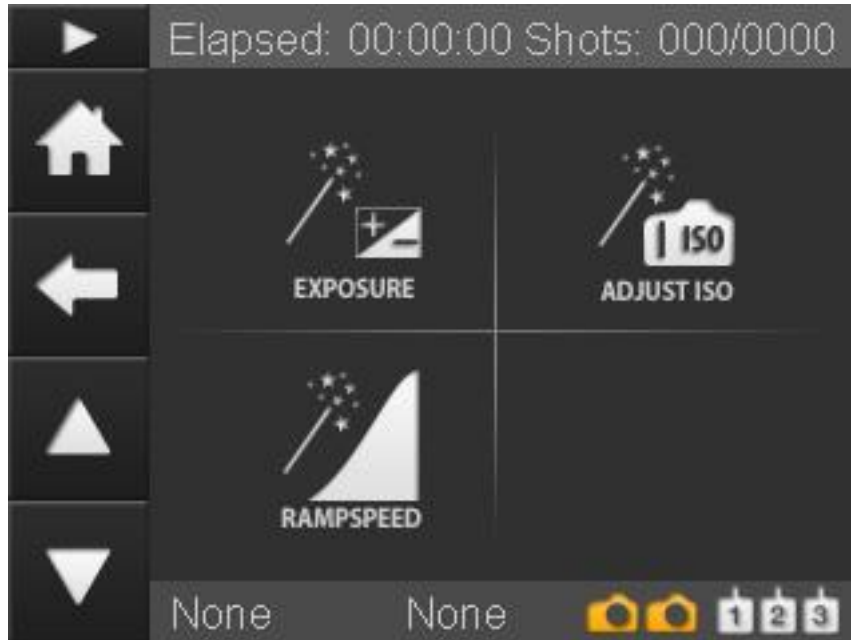 Elapsed: 00:00:00 Shots: 000/0000
EXPOSURE
ISO
ADJUST ISO
RAMPSPEED
None None 1 2 3